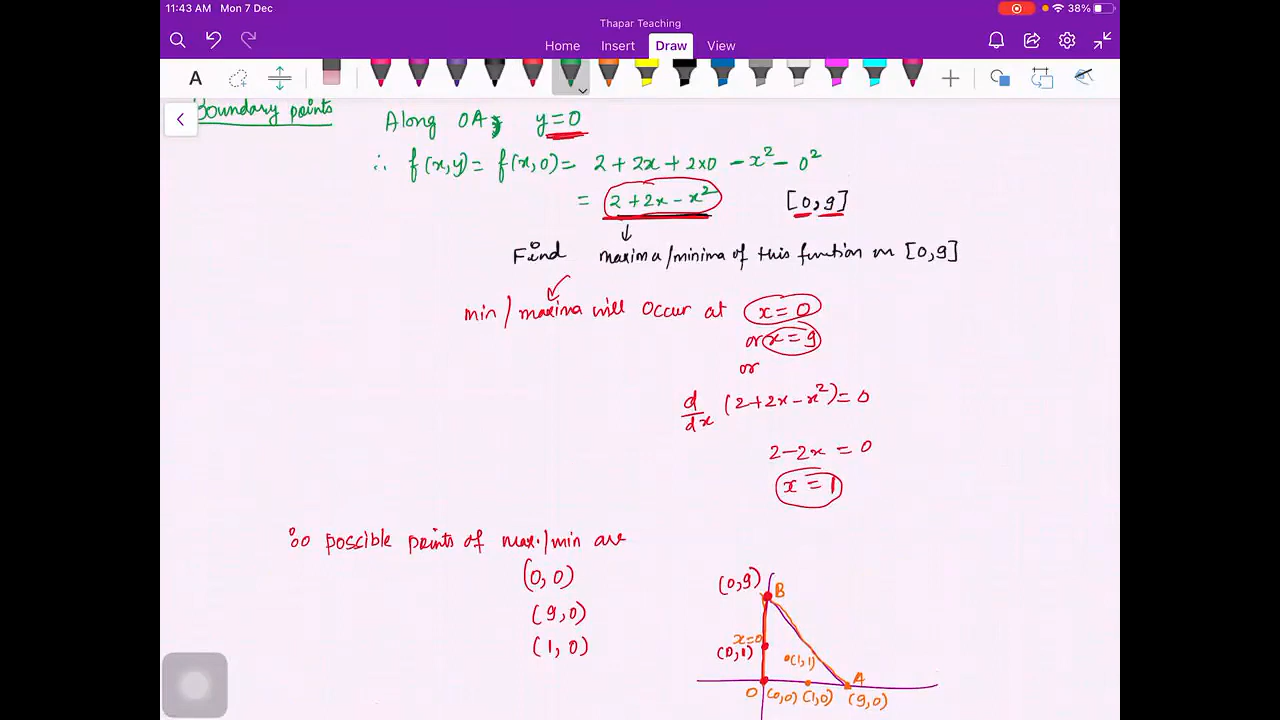 11:43 AM Mon 7 Dec
38%
Thapar Teaching
Home Insert Draw View
A
Boundary points
Along OA, y=0
∴ f(x,y) = f(x,0) = 2 + 2x + 2×0 - x² - 0²
= 2 + 2x - x² [0,9]
Find maxima/minima of this function on [0,9]
min / maxima will occur at x = 0
or x = 9
or
d/dx (2+2x-x²) = 0
2-2x = 0
x = 1
∴ possible points of max./min are
(0,0)
(9,0)
(1,0)
(0,9) B
x=0
(0,1)
(1,1)
A
O (0,0) (1,0) (9,0)